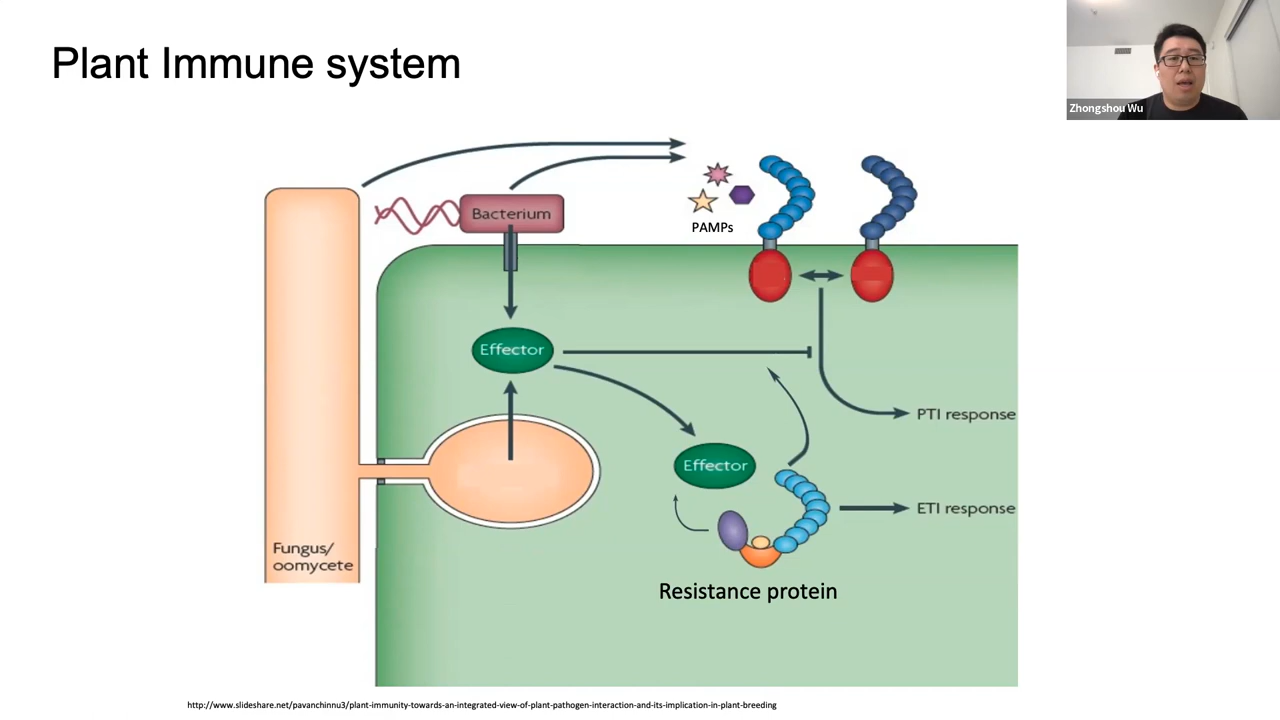 Plant Immune system
Zhongshou Wu
Bacterium
PAMPs
Effector
PTI response
Effector
ETI response
Fungus/
oomycete
Resistance protein
http://www.slideshare.net/pavanchinnu3/plant-immunity-towards-an-integrated-view-of-plant-pathogen-interaction-and-its-implication-in-plant-breeding